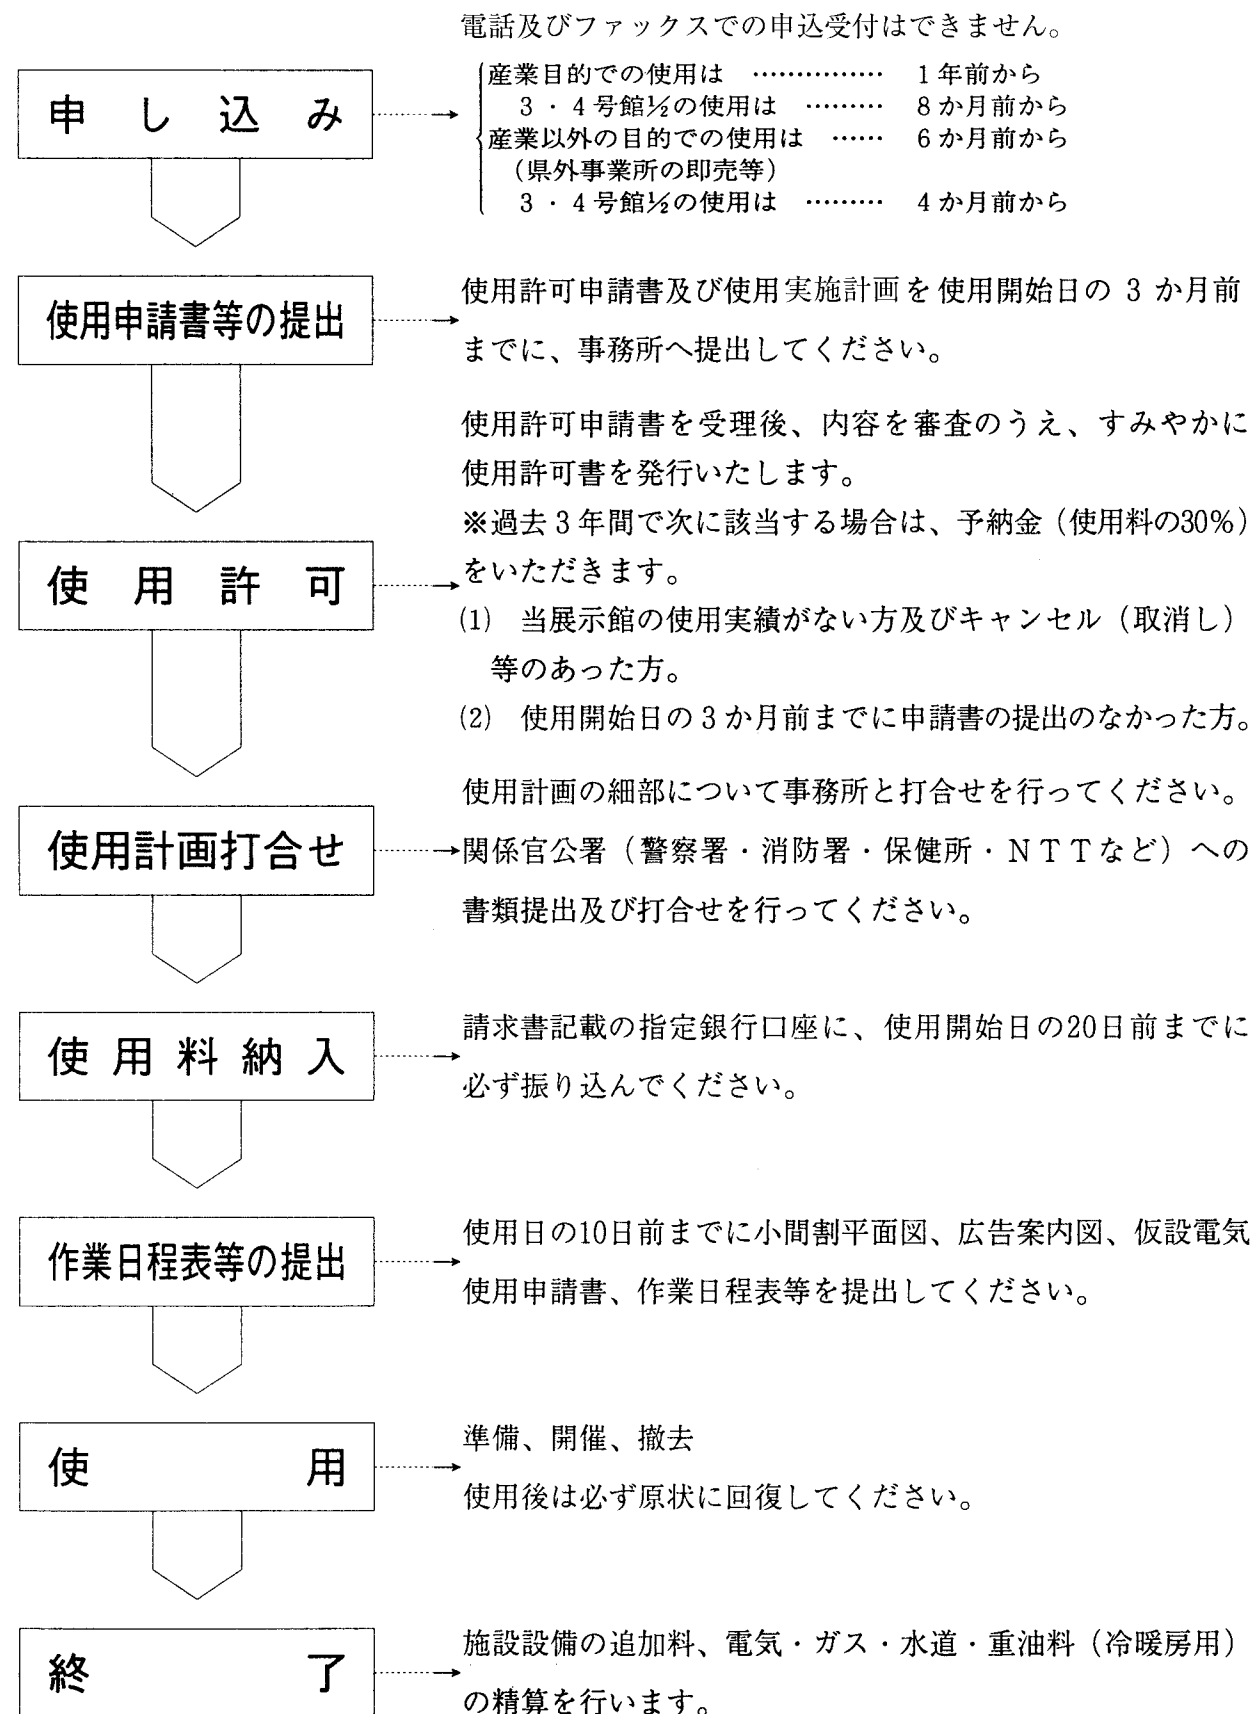 電話及びファックスでの申込受付はできません。
申し込み
産業目的での使用は …………… 1年前から
3・4号館½の使用は ……… 8か月前から
産業以外の目的での使用は …… 6か月前から
(県外事業所の即売等)
3・4号館½の使用は ……… 4か月前から
使用申請書等の提出
使用許可申請書及び使用実施計画を使用開始日の3か月前
までに、事務所へ提出してください。
使用許可申請書を受理後、内容を審査のうえ、すみやかに
使用許可書を発行いたします。
※過去3年間で次に該当する場合は、予納金(使用料の30%)
をいただきます。
使用許可
(1) 当展示館の使用実績がない方及びキャンセル(取消し)
等のあった方。
(2) 使用開始日の3か月前までに申請書の提出のなかった方。
使用計画打合せ
使用計画の細部について事務所と打合せを行ってください。
関係官公署(警察署・消防署・保健所・NTTなど)への
書類提出及び打合せを行ってください。
使用料納入
請求書記載の指定銀行口座に、使用開始日の20日前までに
必ず振り込んでください。
作業日程表等の提出
使用日の10日前までに小間割平面図、広告案内図、仮設電気
使用申請書、作業日程表等を提出してください。
使用
準備、開催、撤去
使用後は必ず原状に回復してください。
終了
施設設備の追加料、電気・ガス・水道・重油料(冷暖房用)
の精算を行います。